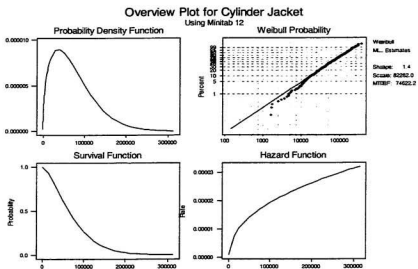 Overview Plot for Cylinder Jacket
Using Minitab 12
Probability Density Function
0.000010
0.000005
0.000000
0 100000 200000 300000
Weibull Probability
Percent
1
100 1000 10000 100000
Weibull
ML Estimates
Shape: 1.4
Scale: 82262.0
MTBF: 74622.2
Survival Function
Probability
1.0
0.5
0.0
0 100000 200000 300000
Hazard Function
Rate
0.00003
0.00002
0.00001
0.00000
0 100000 200000 300000